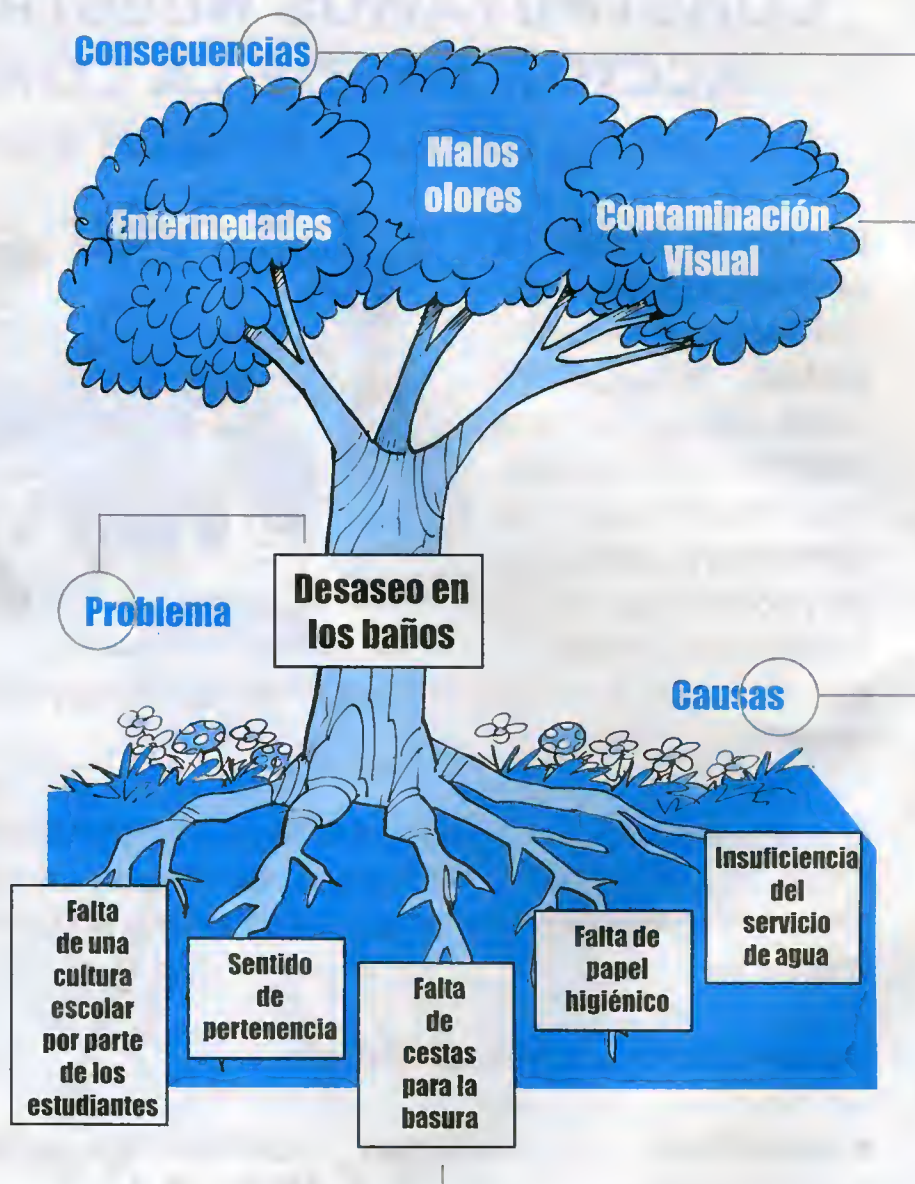 Consecuencias
Malos
olores
Enfermedades
Contaminación
Visual
Desaseo en
los baños
Problema
Causas
Falta
de una
cultura
escolar
por parte
de los
estudiantes
Sentido
de
pertenencia
Falta
de
cestas
para la
basura
Falta de
papel
higiénico
Insuficiencia
del
servicio
de agua